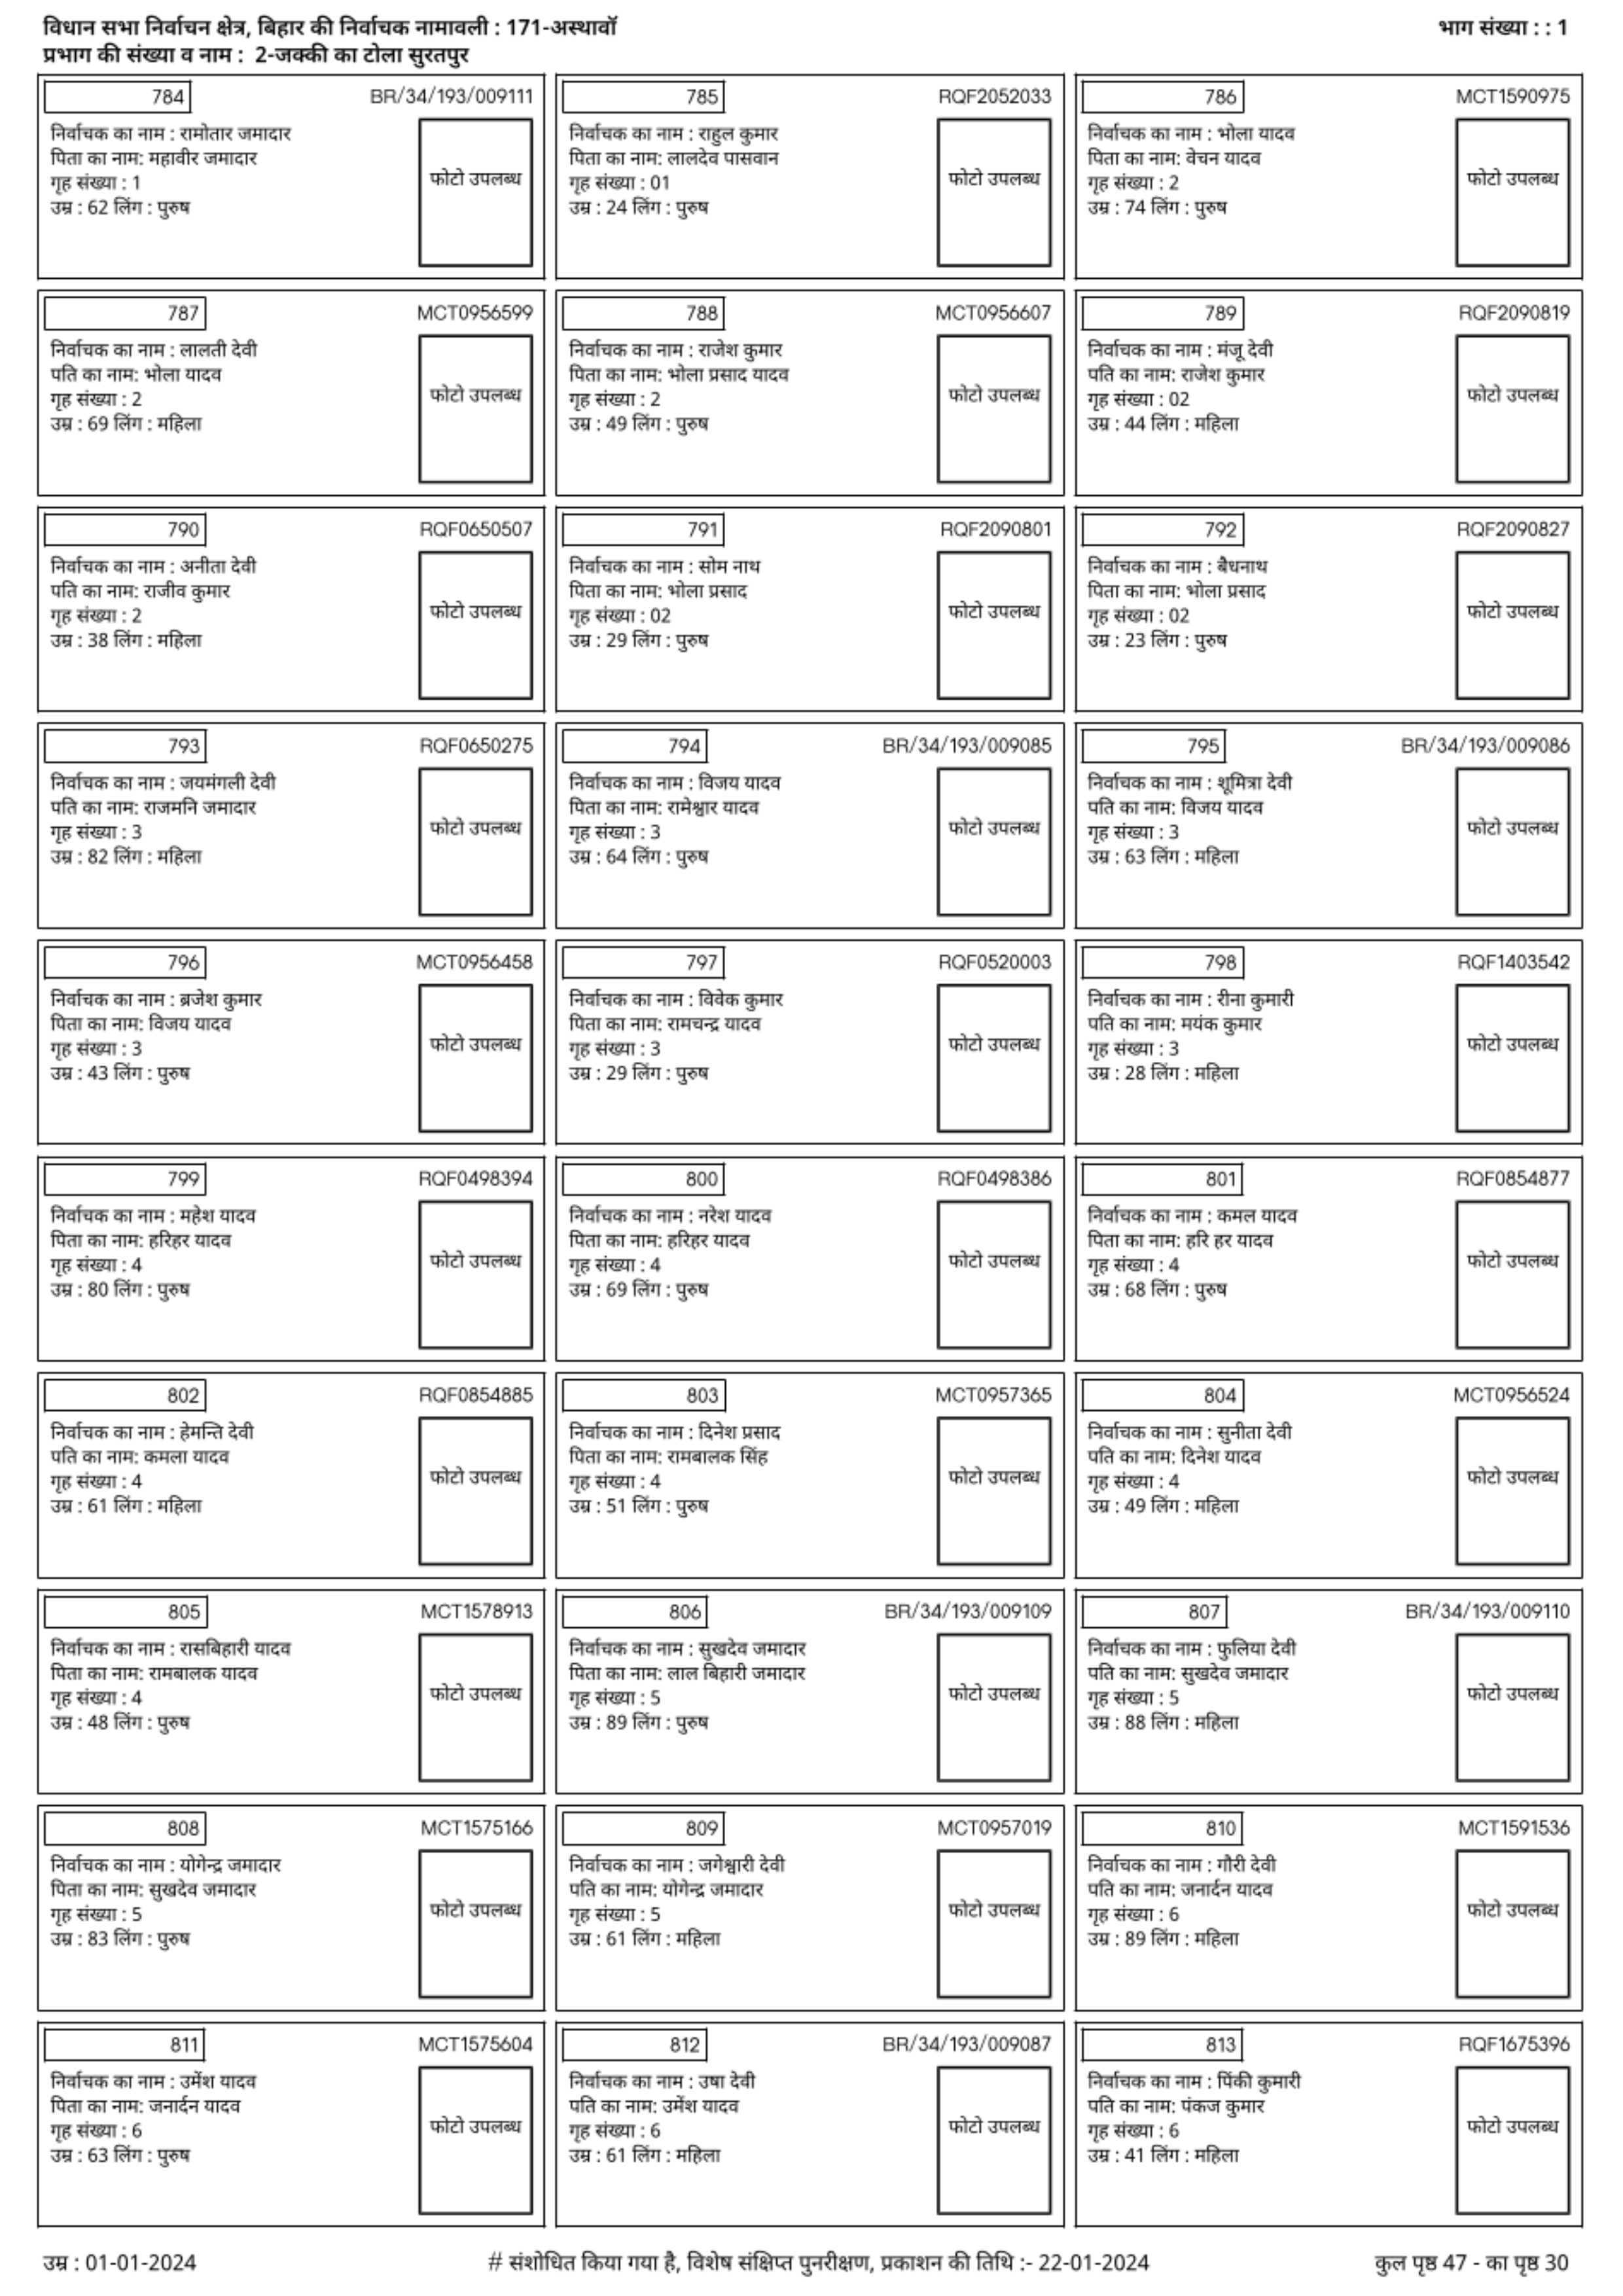 विधान सभा निर्वाचन क्षेत्र, बिहार की निर्वाचक नामावली : 171-अस्थावॉ
भाग संख्या : : 1
प्रभाग की संख्या व नाम : 2-जक्की का टोला सुरतपुर
784 BR/34/193/009111
निर्वाचक का नाम : रामोतार जमादार
पिता का नाम: महावीर जमादार
गृह संख्या : 1
उम्र : 62 लिंग : पुरुष
फोटो उपलब्ध
785 RQF2052033
निर्वाचक का नाम : राहुल कुमार
पिता का नाम: लालदेव पासवान
गृह संख्या : 01
उम्र : 24 लिंग : पुरुष
फोटो उपलब्ध
786 MCT1590975
निर्वाचक का नाम : भोला यादव
पिता का नाम: वेचन यादव
गृह संख्या : 2
उम्र : 74 लिंग : पुरुष
फोटो उपलब्ध
787 MCT0956599
निर्वाचक का नाम : लालती देवी
पति का नाम: भोला यादव
गृह संख्या : 2
उम्र : 69 लिंग : महिला
फोटो उपलब्ध
788 MCT0956607
निर्वाचक का नाम : राजेश कुमार
पिता का नाम: भोला प्रसाद यादव
गृह संख्या : 2
उम्र : 49 लिंग : पुरुष
फोटो उपलब्ध
789 RQF2090819
निर्वाचक का नाम : मंजू देवी
पति का नाम: राजेश कुमार
गृह संख्या : 02
उम्र : 44 लिंग : महिला
फोटो उपलब्ध
790 RQF0650507
निर्वाचक का नाम : अनीता देवी
पति का नाम: राजीव कुमार
गृह संख्या : 2
उम्र : 38 लिंग : महिला
फोटो उपलब्ध
791 RQF2090801
निर्वाचक का नाम : सोम नाथ
पिता का नाम: भोला प्रसाद
गृह संख्या : 02
उम्र : 29 लिंग : पुरुष
फोटो उपलब्ध
792 RQF2090827
निर्वाचक का नाम : बैधनाथ
पिता का नाम: भोला प्रसाद
गृह संख्या : 02
उम्र : 23 लिंग : पुरुष
फोटो उपलब्ध
793 RQF0650275
निर्वाचक का नाम : जयमंगली देवी
पति का नाम: राजमनि जमादार
गृह संख्या : 3
उम्र : 82 लिंग : महिला
फोटो उपलब्ध
794 BR/34/193/009085
निर्वाचक का नाम : विजय यादव
पिता का नाम: रामेश्वार यादव
गृह संख्या : 3
उम्र : 64 लिंग : पुरुष
फोटो उपलब्ध
795 BR/34/193/009086
निर्वाचक का नाम : शूमित्रा देवी
पति का नाम: विजय यादव
गृह संख्या : 3
उम्र : 63 लिंग : महिला
फोटो उपलब्ध
796 MCT0956458
निर्वाचक का नाम : ब्रजेश कुमार
पिता का नाम: विजय यादव
गृह संख्या : 3
उम्र : 43 लिंग : पुरुष
फोटो उपलब्ध
797 RQF0520003
निर्वाचक का नाम : विवेक कुमार
पिता का नाम: रामचन्द्र यादव
गृह संख्या : 3
उम्र : 29 लिंग : पुरुष
फोटो उपलब्ध
798 RQF1403542
निर्वाचक का नाम : रीना कुमारी
पति का नाम: मयंक कुमार
गृह संख्या : 3
उम्र : 28 लिंग : महिला
फोटो उपलब्ध
799 RQF0498394
निर्वाचक का नाम : महेश यादव
पिता का नाम: हरिहर यादव
गृह संख्या : 4
उम्र : 80 लिंग : पुरुष
फोटो उपलब्ध
800 RQF0498386
निर्वाचक का नाम : नरेश यादव
पिता का नाम: हरिहर यादव
गृह संख्या : 4
उम्र : 69 लिंग : पुरुष
फोटो उपलब्ध
801 RQF0854877
निर्वाचक का नाम : कमल यादव
पिता का नाम: हरि हर यादव
गृह संख्या : 4
उम्र : 68 लिंग : पुरुष
फोटो उपलब्ध
802 RQF0854885
निर्वाचक का नाम : हेमन्ति देवी
पति का नाम: कमला यादव
गृह संख्या : 4
उम्र : 61 लिंग : महिला
फोटो उपलब्ध
803 MCT0957365
निर्वाचक का नाम : दिनेश प्रसाद
पिता का नाम: रामबालक सिंह
गृह संख्या : 4
उम्र : 51 लिंग : पुरुष
फोटो उपलब्ध
804 MCT0956524
निर्वाचक का नाम : सुनीता देवी
पति का नाम: दिनेश यादव
गृह संख्या : 4
उम्र : 49 लिंग : महिला
फोटो उपलब्ध
805 MCT1578913
निर्वाचक का नाम : रासबिहारी यादव
पिता का नाम: रामबालक यादव
गृह संख्या : 4
उम्र : 48 लिंग : पुरुष
फोटो उपलब्ध
806 BR/34/193/009109
निर्वाचक का नाम : सुखदेव जमादार
पिता का नाम: लाल बिहारी जमादार
गृह संख्या : 5
उम्र : 89 लिंग : पुरुष
फोटो उपलब्ध
807 BR/34/193/009110
निर्वाचक का नाम : फुलिया देवी
पति का नाम: सुखदेव जमादार
गृह संख्या : 5
उम्र : 88 लिंग : महिला
फोटो उपलब्ध
808 MCT1575166
निर्वाचक का नाम : योगेन्द्र जमादार
पिता का नाम: सुखदेव जमादार
गृह संख्या : 5
उम्र : 83 लिंग : पुरुष
फोटो उपलब्ध
809 MCT0957019
निर्वाचक का नाम : जगेश्वारी देवी
पति का नाम: योगेन्द्र जमादार
गृह संख्या : 5
उम्र : 61 लिंग : महिला
फोटो उपलब्ध
810 MCT1591536
निर्वाचक का नाम : गौरी देवी
पति का नाम: जनार्दन यादव
गृह संख्या : 6
उम्र : 89 लिंग : महिला
फोटो उपलब्ध
811 MCT1575604
निर्वाचक का नाम : उर्मेश यादव
पिता का नाम: जनार्दन यादव
गृह संख्या : 6
उम्र : 63 लिंग : पुरुष
फोटो उपलब्ध
812 BR/34/193/009087
निर्वाचक का नाम : उषा देवी
पति का नाम: उमेंश यादव
गृह संख्या : 6
उम्र : 61 लिंग : महिला
फोटो उपलब्ध
813 RQF1675396
निर्वाचक का नाम : पिंकी कुमारी
पति का नाम: पंकज कुमार
गृह संख्या : 6
उम्र : 41 लिंग : महिला
फोटो उपलब्ध
उम्र : 01-01-2024
# संशोधित किया गया है, विशेष संक्षिप्त पुनरीक्षण, प्रकाशन की तिथि :- 22-01-2024
कुल पृष्ठ 47 - का पृष्ठ 30